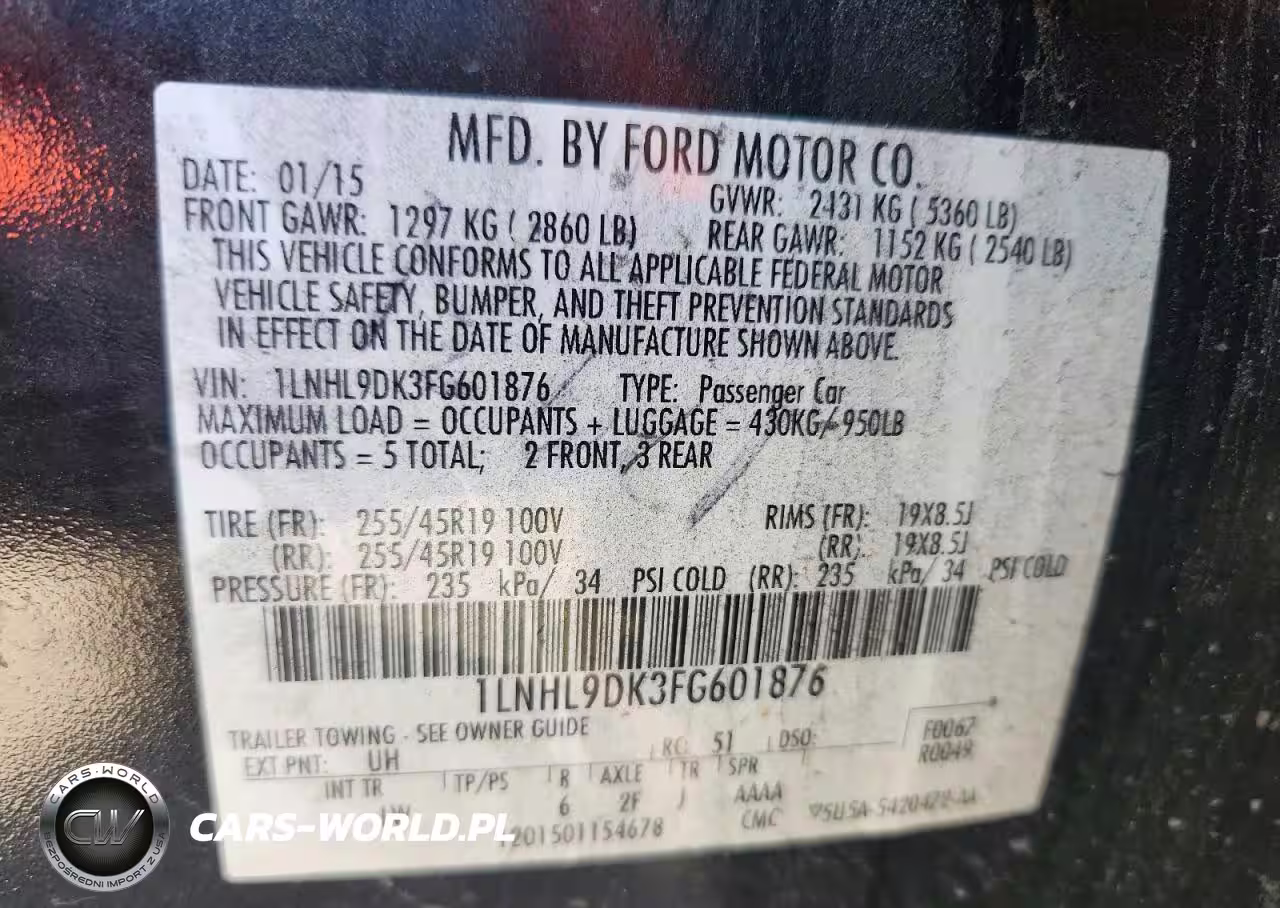 MFD. BY FORD MOTOR CO.
DATE: 01/15 GVWR: 2431 KG ( 5360 LB)
FRONT GAWR: 1297 KG ( 2860 LB) REAR GAWR: 1152 KG ( 2540 LB)
THIS VEHICLE CONFORMS TO ALL APPLICABLE FEDERAL MOTOR
VEHICLE SAFETY, BUMPER, AND THEFT PREVENTION STANDARDS
IN EFFECT ON THE DATE OF MANUFACTURE SHOWN ABOVE.
VIN: 1LNHL9DK3FG601876 TYPE: Passenger Car
MAXIMUM LOAD = OCCUPANTS + LUGGAGE = 430KG/ 950LB
OCCUPANTS = 5 TOTAL; 2 FRONT, 3 REAR
TIRE (FR): 255/45R19 100V RIMS (FR): 19X8.5J
(RR): 255/45R19 100V (RR): 19X8.5J
PRESSURE (FR): 235 kPa/ 34 PSI COLD (RR): 235 kPa/ 34 PSI COLD
1LNHL9DK3FG601876
TRAILER TOWING - SEE OWNER GUIDE
F0067
EXT PNT: UH RC: 51 DSO: R0049
INT TR TP/PS R AXLE TR SPR
6 2F J AAAA
CMC
201501154678
CARS-WORLD.PL
CARS-WORLD
CW
BEZPOŚREDNI IMPORT Z USA